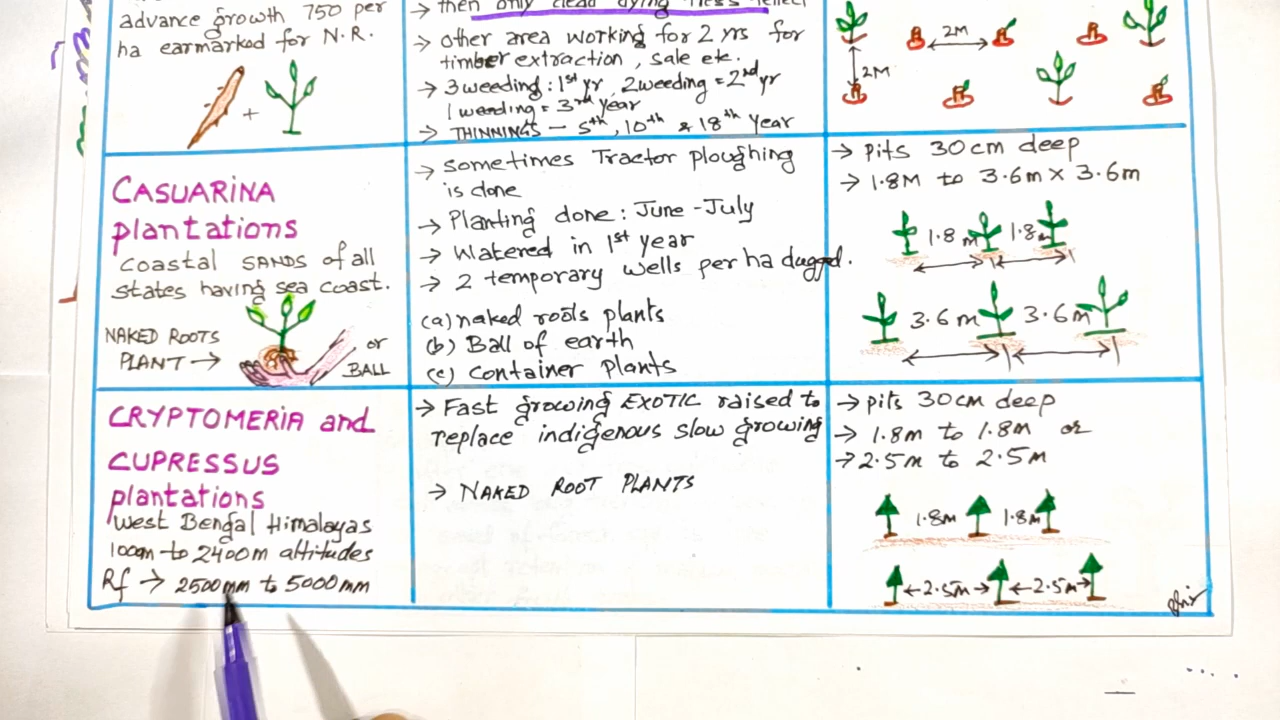 advance growth 750 per
ha earmarked for N.R.
+
→ then only dead dying
→ other area working for 2 yrs for
timber extraction, sale etc.
→ 3 weeding: 1st yr, 2 weeding = 2nd yr
1 weeding = 3rd year
→ THINNINGS - 5th, 10th & 18th year
2M
2M
CASUARINA
plantations
coastal SANDS of all
states having sea coast.
NAKED ROOTS
PLANT →
or
BALL
→ sometimes Tractor ploughing
is done
→ Planting done: June - July
→ Watered in 1st year
→ 2 temporary wells per ha dugged.
(a) naked roots plants
(b) Ball of earth
(c) Container plants
→ pits 30cm deep
→ 1.8M to 3.6m x 3.6m
1.8m 1.8m
3.6m 3.6m
CRYPTOMERIA and
CUPRESSUS
plantations
West Bengal Himalayas
to 2400m altitudes
Rf → 2500mm to 5000mm
→ Fast growing EXOTIC raised to
replace indigenous slow growing
→ NAKED ROOT PLANTS
→ pits 30cm deep
→ 1.8m to 1.8m or
→ 2.5m to 2.5m
1.8M 1.8M
←2.5m→ ←2.5m→